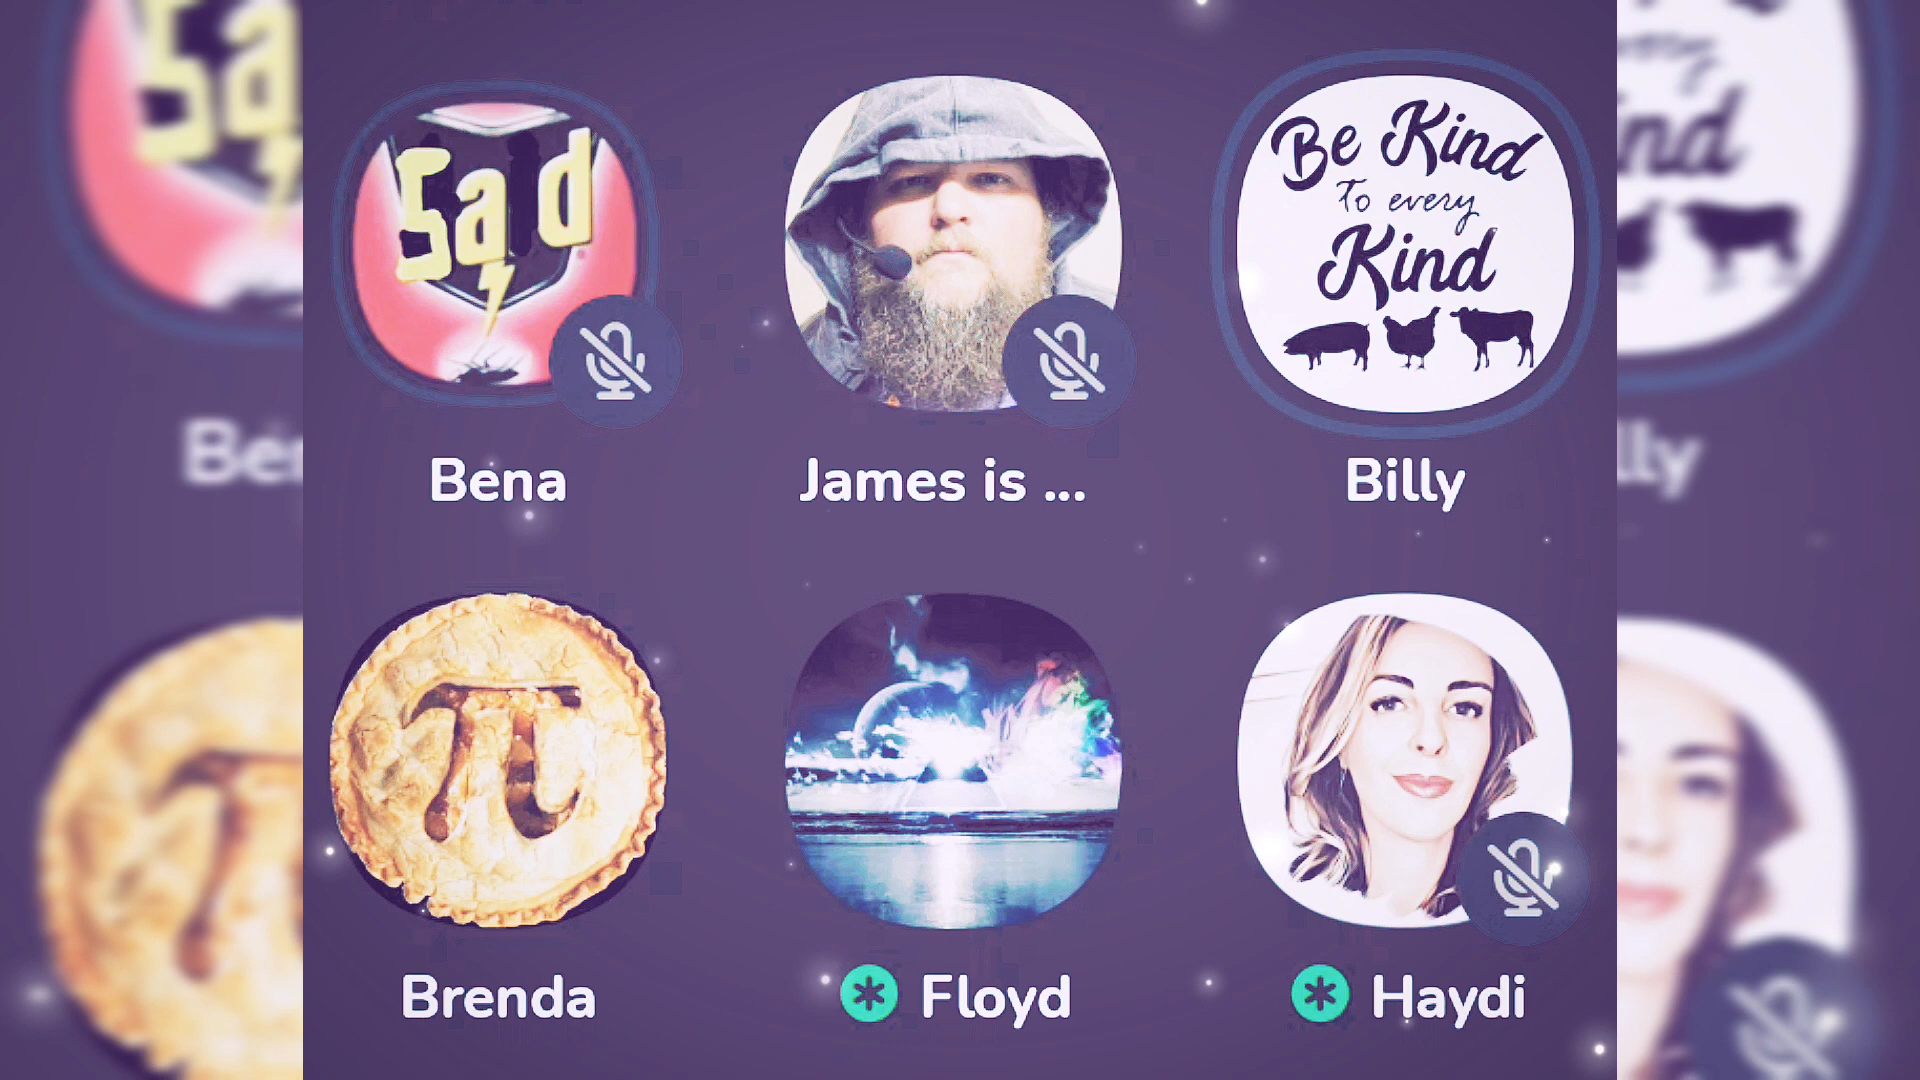 Sad
Be Kind
To every
Kind
Bena
James is ...
Billy
π
Brenda
Floyd
Haydi